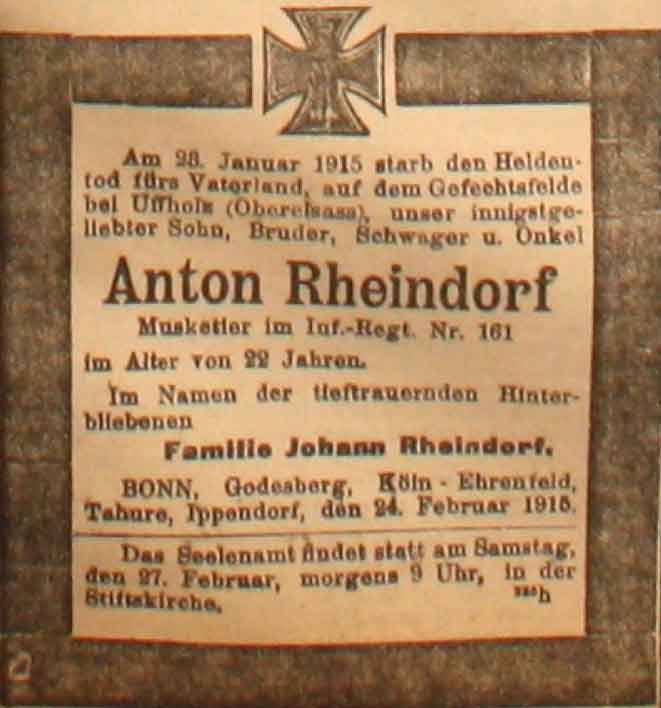 Am 28. Januar 1915 starb den Helden-
tod fürs Vaterland, auf dem Gefechtsfelde
bei Uffholz (Oberelsass), unser innigstge-
liebter Sohn, Bruder, Schwager u. Onkel
Anton Rheindorf
Musketier im Inf.-Regt. Nr. 161
im Alter von 22 Jahren.
Im Namen der tieftrauernden Hinter-
bliebenen
Familie Johann Rheindorf.
BONN, Godesberg, Köln-Ehrenfeld,
Tahure, Ippendorf, den 24. Februar 1915.
Das Seelenamt findet statt am Samstag,
den 27. Februar, morgens 9 Uhr, in der
Stiftskirche.